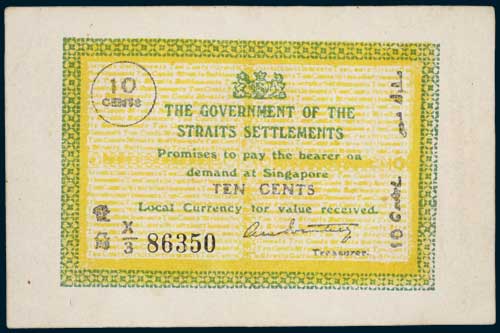 10
CENTS
THE GOVERNMENT OF THE
STRAITS SETTLEMENTS
Promises to pay the bearer on
demand at Singapore
TEN CENTS
Local Currency for value received.
X/3 86350
Treasurer.